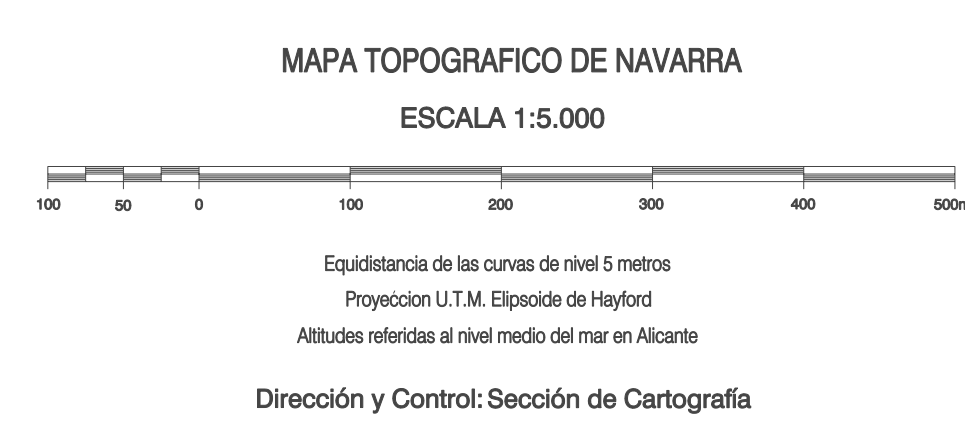 MAPA TOPOGRAFICO DE NAVARRA
ESCALA 1:5.000
100 50 0 100 200 300 400 500m
Equidistancia de las curvas de nivel 5 metros
Proyećcion U.T.M. Elipsoide de Hayford
Altitudes referidas al nivel medio del mar en Alicante
Dirección y Control: Sección de Cartografía